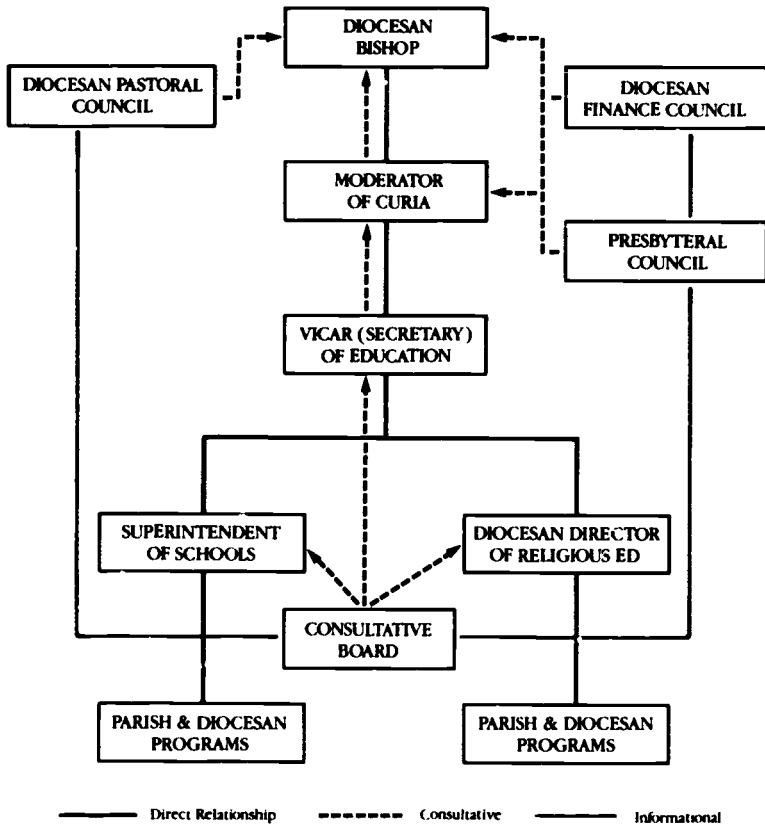 DIOCESAN
BISHOP
DIOCESAN PASTORAL
COUNCIL
DIOCESAN
FINANCE COUNCIL
MODERATOR
OF CURIA
PRESBYTERAL
COUNCIL
VICAR (SECRETARY)
OF EDUCATION
SUPERINTENDENT
OF SCHOOLS
DIOCESAN DIRECTOR
OF RELIGIOUS ED
CONSULTATIVE
BOARD
PARISH & DIOCESAN
PROGRAMS
PARISH & DIOCESAN
PROGRAMS
Direct Relationship
Consultative
Informational